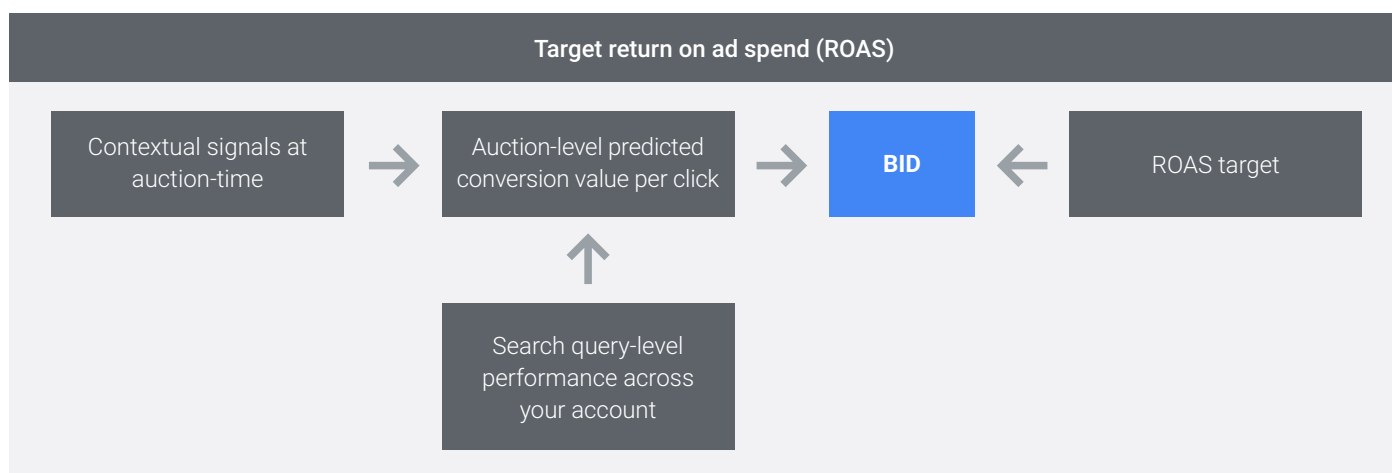 Target return on ad spend (ROAS)
Contextual signals at
auction-time
Auction-level predicted
conversion value per click
BID
ROAS target
Search query-level
performance across
your account